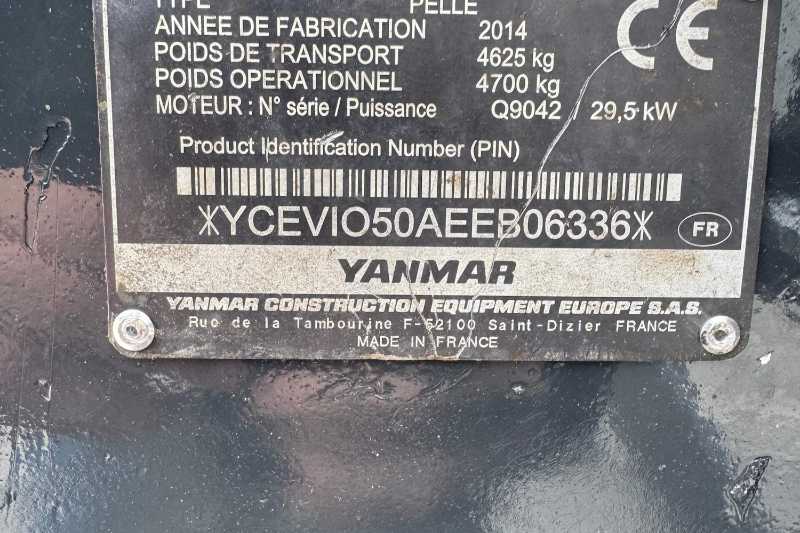 TYPE PELLE
ANNEE DE FABRICATION 2014
POIDS DE TRANSPORT 4625 kg
POIDS OPERATIONNEL 4700 kg
MOTEUR : N° série / Puissance Q9042 / 29,5 kW
CE
Product Identification Number (PIN)
*YCEVIO50AEEB06336*
FR
YANMAR
YANMAR CONSTRUCTION EQUIPMENT EUROPE S.A.S.
Rue de la Tambourine F-52100 Saint-Dizier FRANCE
MADE IN FRANCE